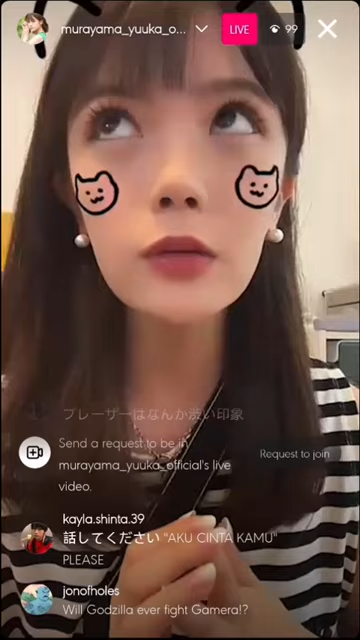 murayama_yuuka_o...
LIVE
99
ブレーザーはなんか渋い印象
Send a request to be in
murayama_yuuka_official's live
video.
Request to join
kayla.shinta.39
話してください "AKU CINTA KAMU"
PLEASE
jonofholes
Will Godzilla ever fight Gamera!?